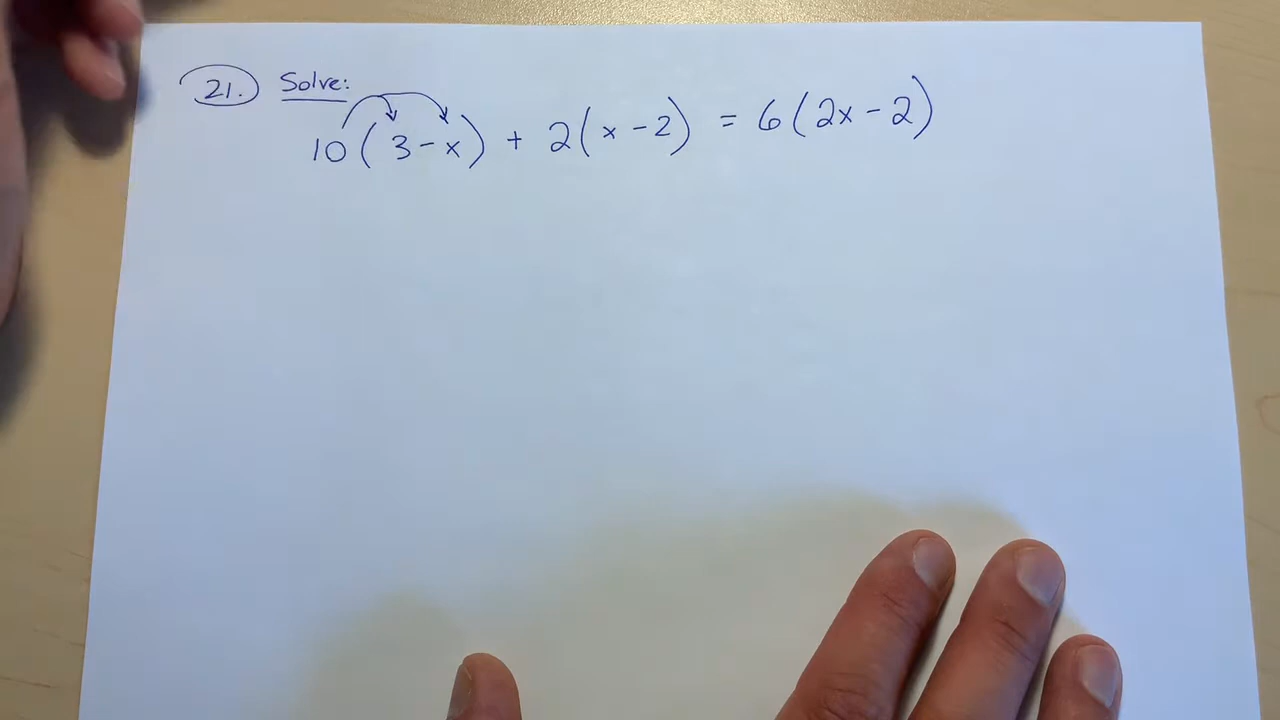 21. Solve:
10(3-x) + 2(x-2) = 6(2x-2)